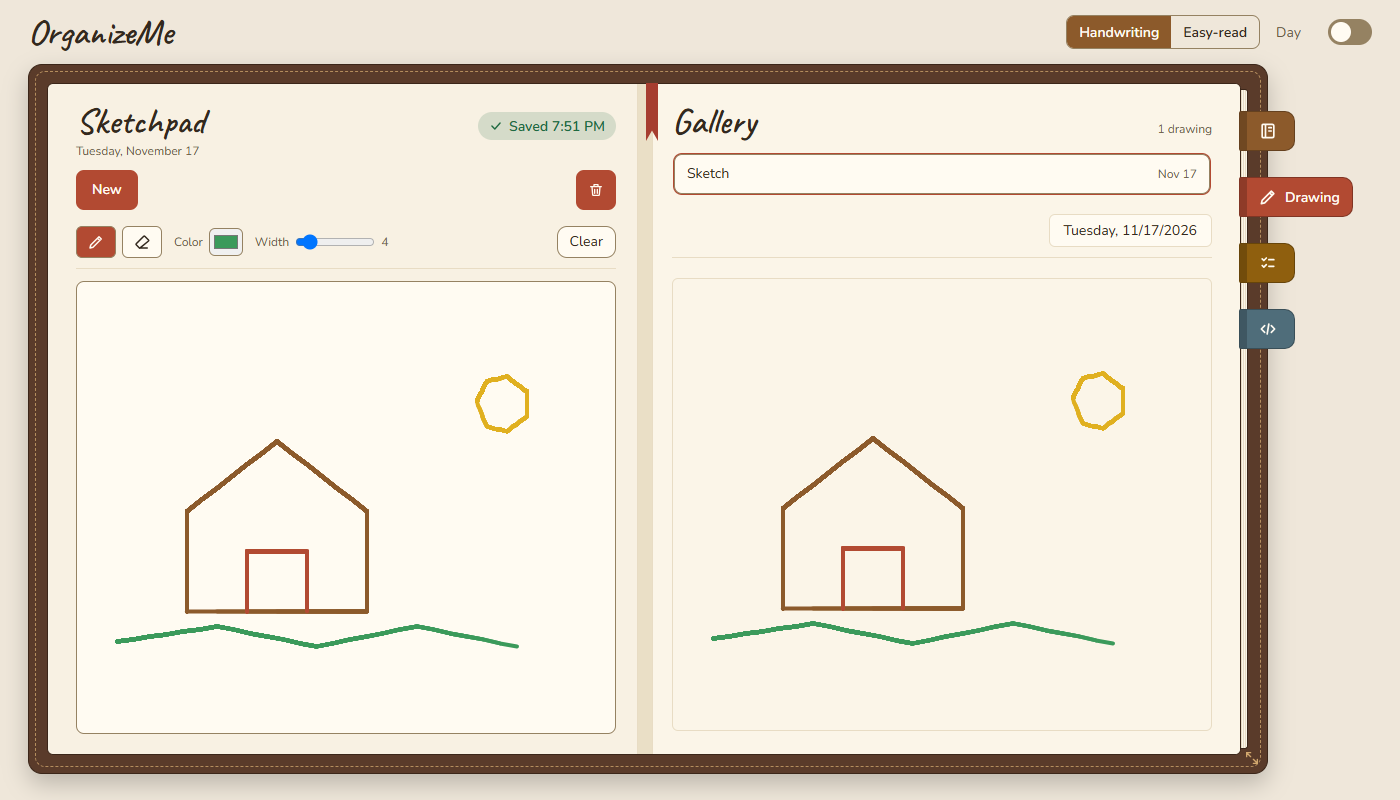 OrganizeMe
Handwriting Easy-read Day
Sketchpad
Saved 7:51 PM
Tuesday, November 17
New
Color Width 4 Clear
Gallery
1 drawing
Sketch Nov 17
Tuesday, 11/17/2026
Drawing